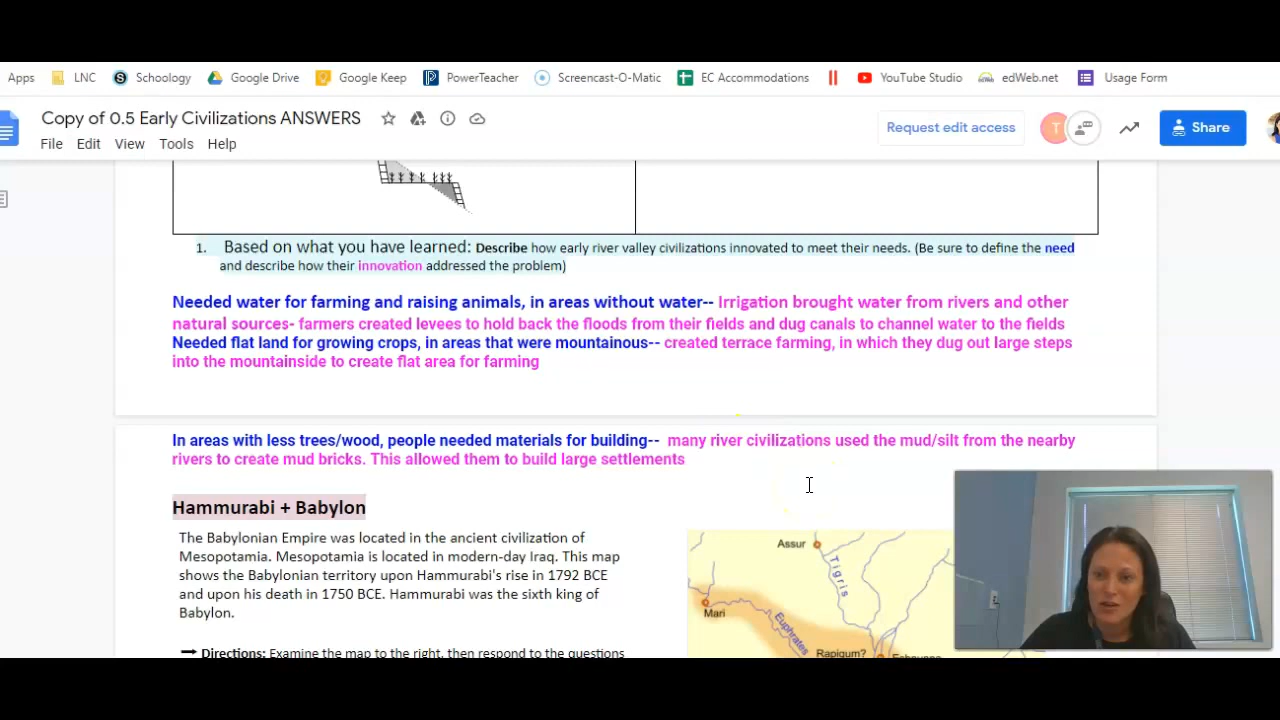 Apps LNC Schoology Google Drive Google Keep PowerTeacher Screencast-O-Matic EC Accommodations YouTube Studio edWeb.net Usage Form
Copy of 0.5 Early Civilizations ANSWERS
Request edit access T Share
File Edit View Tools Help
1. Based on what you have learned: Describe how early river valley civilizations innovated to meet their needs. (Be sure to define the need
and describe how their innovation addressed the problem)
Needed water for farming and raising animals, in areas without water-- Irrigation brought water from rivers and other
natural sources- farmers created levees to hold back the floods from their fields and dug canals to channel water to the fields
Needed flat land for growing crops, in areas that were mountainous-- created terrace farming, in which they dug out large steps
into the mountainside to create flat area for farming
In areas with less trees/wood, people needed materials for building-- many river civilizations used the mud/silt from the nearby
rivers to create mud bricks. This allowed them to build large settlements
Hammurabi + Babylon
The Babylonian Empire was located in the ancient civilization of
Mesopotamia. Mesopotamia is located in modern-day Iraq. This map
shows the Babylonian territory upon Hammurabi's rise in 1792 BCE
and upon his death in 1750 BCE. Hammurabi was the sixth king of
Babylon.
➞ Directions: Examine the map to the right, then respond to the questions
Assur
Tigris
Mari
Euphrates
Rapigum?